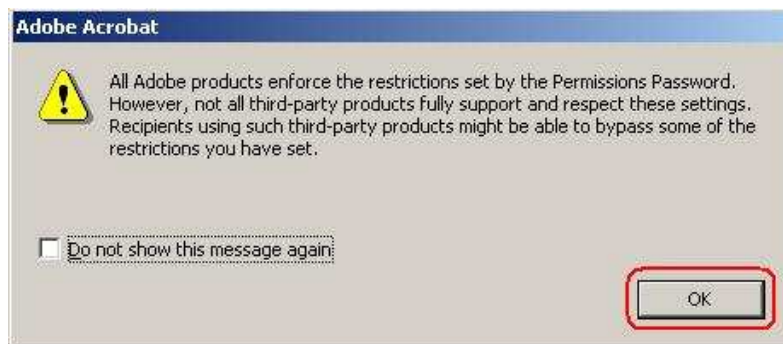 Adobe Acrobat
All Adobe products enforce the restrictions set by the Permissions Password.
However, not all third-party products fully support and respect these settings.
Recipients using such third-party products might be able to bypass some of the
restrictions you have set.
Do not show this message again
OK